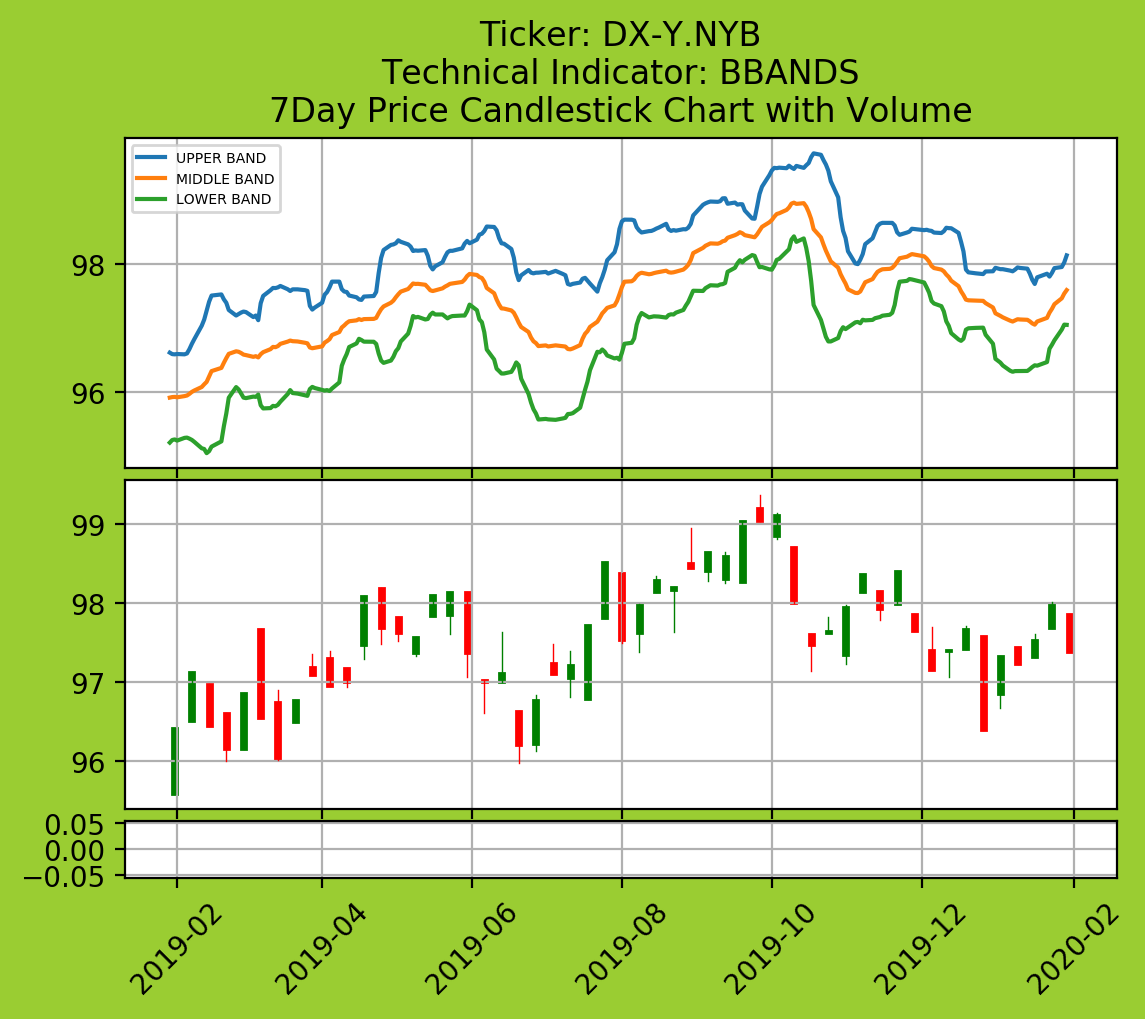 Ticker: DX-Y.NYB
Technical Indicator: BBANDS
7Day Price Candlestick Chart with Volume
UPPER BAND
MIDDLE BAND
LOWER BAND
98
96
99
98
97
96
0.05
0.00
−0.05
2019-02
2019-04
2019-06
2019-08
2019-10
2019-12
2020-02